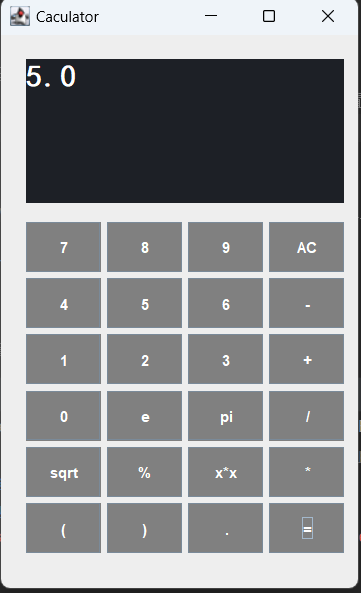 Caculator
5.0
7 8 9 AC
4 5 6 -
1 2 3 +
0 e pi /
sqrt % x*x *
( ) . =